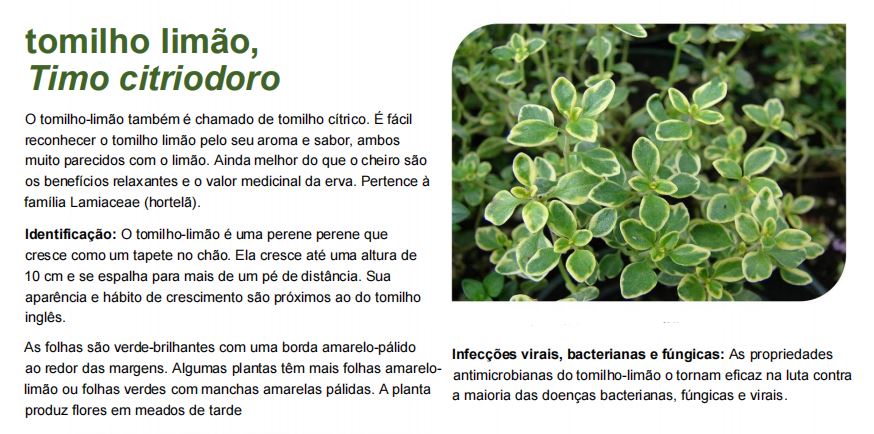 tomilho limão,
Timo citriodoro
O tomilho-limão também é chamado de tomilho cítrico. É fácil
reconhecer o tomilho limão pelo seu aroma e sabor, ambos
muito parecidos com o limão. Ainda melhor do que o cheiro são
os benefícios relaxantes e o valor medicinal da erva. Pertence à
família Lamiaceae (hortelã).
Identificação: O tomilho-limão é uma perene perene que
cresce como um tapete no chão. Ela cresce até uma altura de
10 cm e se espalha para mais de um pé de distância. Sua
aparência e hábito de crescimento são próximos ao do tomilho
inglês.
As folhas são verde-brilhantes com uma borda amarelo-pálido
ao redor das margens. Algumas plantas têm mais folhas amarelo-
limão ou folhas verdes com manchas amarelas pálidas. A planta
produz flores em meados de tarde
Infecções virais, bacterianas e fúngicas: As propriedades
antimicrobianas do tomilho-limão o tornam eficaz na luta contra
a maioria das doenças bacterianas, fúngicas e virais.